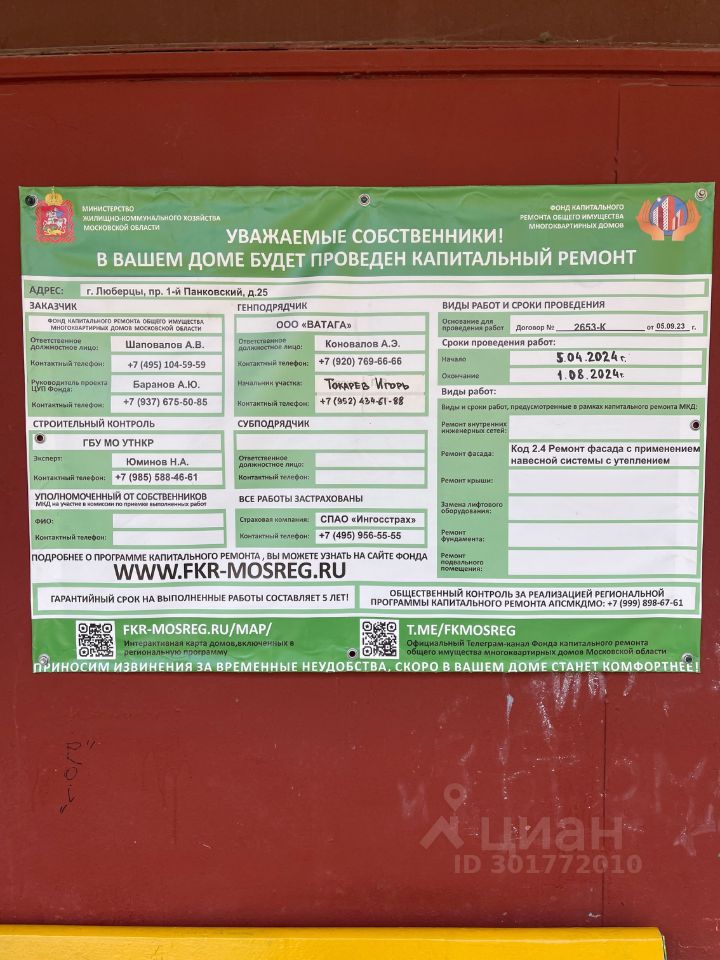 МИНИСТЕРСТВО
ЖИЛИЩНО-КОММУНАЛЬНОГО ХОЗЯЙСТВА
МОСКОВСКОЙ ОБЛАСТИ
ФОНД КАПИТАЛЬНОГО
РЕМОНТА ОБЩЕГО ИМУЩЕСТВА
МНОГОКВАРТИРНЫХ ДОМОВ
УВАЖАЕМЫЕ СОБСТВЕННИКИ!
В ВАШЕМ ДОМЕ БУДЕТ ПРОВЕДЕН КАПИТАЛЬНЫЙ РЕМОНТ
АДРЕС: г. Люберцы, пр. 1-й Панковский, д.25
ЗАКАЗЧИК
ФОНД КАПИТАЛЬНОГО РЕМОНТА ОБЩЕГО ИМУЩЕСТВА
МНОГОКВАРТИРНЫХ ДОМОВ МОСКОВСКОЙ ОБЛАСТИ
Ответственное
должностное лицо: Шаповалов А.В.
Контактный телефон: +7 (495) 104-59-59
Руководитель проекта
ЦУП Фонда: Баранов А.Ю.
Контактный телефон: +7 (937) 675-50-85
СТРОИТЕЛЬНЫЙ КОНТРОЛЬ
ГБУ МО УТНКР
Эксперт: Юминов Н.А.
Контактный телефон: +7 (985) 588-46-61
УПОЛНОМОЧЕННЫЙ ОТ СОБСТВЕННИКОВ
МКД на участие в комиссии по приемке выполненных работ
ФИО:
Контактный телефон:
ГЕНПОДРЯДЧИК
ООО «ВАТАГА»
Ответственное
должностное лицо: Коновалов А.Э.
Контактный телефон: +7 (920) 769-66-66
Начальник участка: Токарев Игорь
Контактный телефон: +7 (952) 434-61-88
СУБПОДРЯДЧИК
Ответственное
должностное лицо:
Контактный телефон:
ВСЕ РАБОТЫ ЗАСТРАХОВАНЫ
Страховая компания: СПАО «Ингосстрах»
Контактный телефон: +7 (495) 956-55-55
ВИДЫ РАБОТ И СРОКИ ПРОВЕДЕНИЯ
Основание для
проведения работ Договор № 2653-К от 05.09.23 г.
Сроки проведения работ:
Начало 5.04.2024г.
Окончание 1.08.2024г.
Виды работ:
Виды и сроки работ, предусмотренные в рамках капитального ремонта МКД:
Ремонт внутренних
инженерных сетей:
Ремонт фасада: Код 2.4 Ремонт фасада с применением
навесной системы с утеплением
Ремонт крыши:
Замена лифтового
оборудования:
Ремонт
фундамента:
Ремонт
подвального
помещения:
ПОДРОБНЕЕ О ПРОГРАММЕ КАПИТАЛЬНОГО РЕМОНТА , ВЫ МОЖЕТЕ УЗНАТЬ НА САЙТЕ ФОНДА
WWW.FKR-MOSREG.RU
ГАРАНТИЙНЫЙ СРОК НА ВЫПОЛНЕННЫЕ РАБОТЫ СОСТАВЛЯЕТ 5 ЛЕТ!
ОБЩЕСТВЕННЫЙ КОНТРОЛЬ ЗА РЕАЛИЗАЦИЕЙ РЕГИОНАЛЬНОЙ
ПРОГРАММЫ КАПИТАЛЬНОГО РЕМОНТА АПСМКДМО: +7 (999) 898-67-61
FKR-MOSREG.RU/MAP/
Интерактивная карта домов,включенных в
региональную программу
T.ME/FKMOSREG
Официальный Телеграм-канал Фонда капитального ремонта
общего имущества многоквартирных домов Московской области
ПРИНОСИМ ИЗВИНЕНИЯ ЗА ВРЕМЕННЫЕ НЕУДОБСТВА, СКОРО В ВАШЕМ ДОМЕ СТАНЕТ КОМФОРТНЕЕ!
циан
ID 301772010